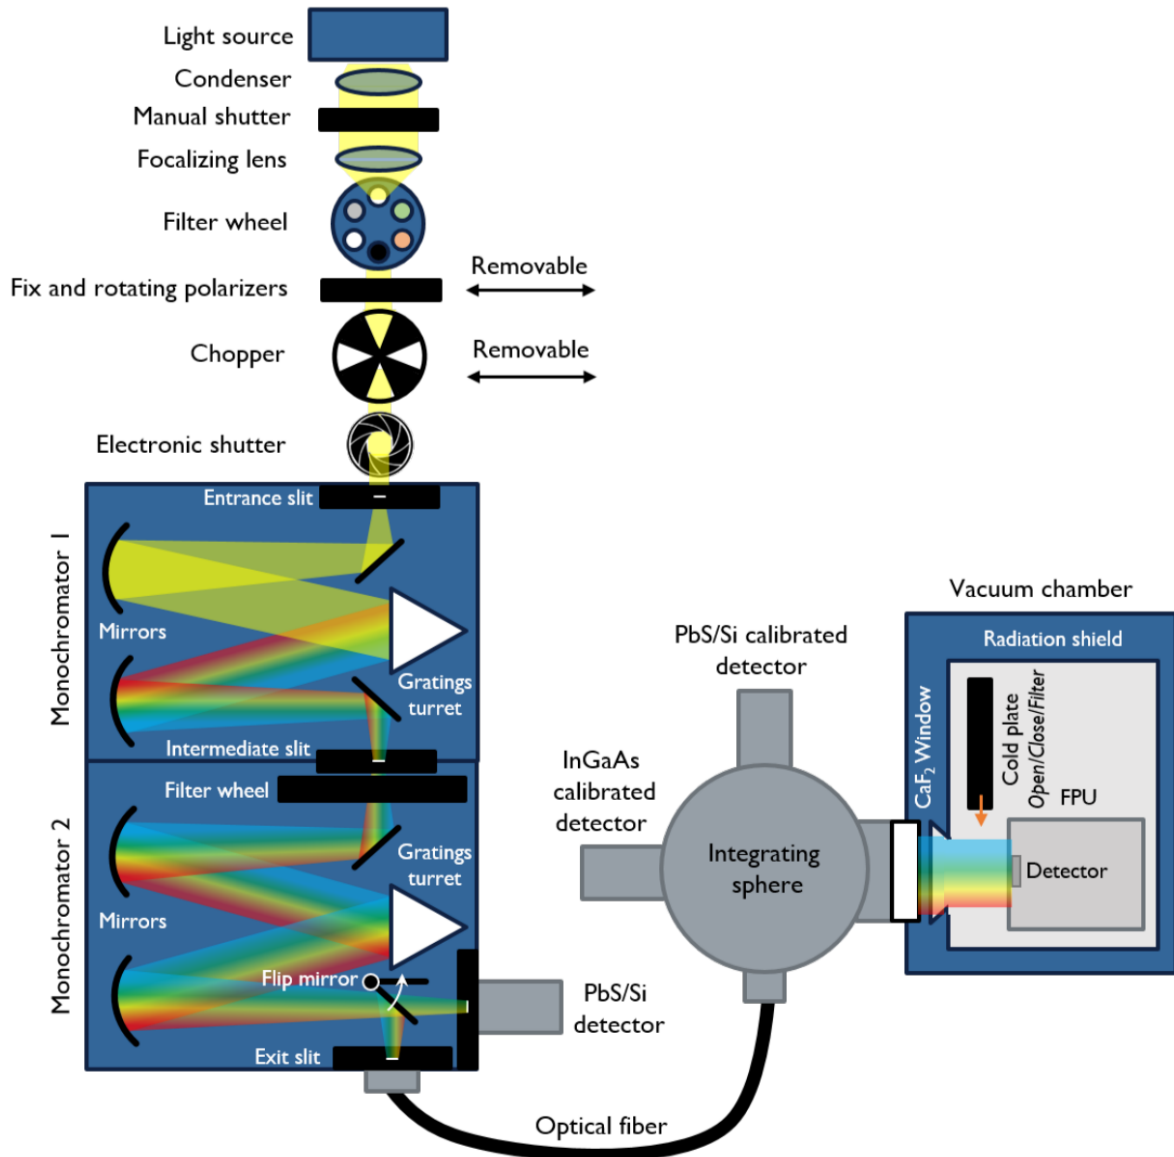 Light source
Condenser
Manual shutter
Focalizing lens
Filter wheel
Fix and rotating polarizers
Removable
Chopper
Removable
Electronic shutter
Entrance slit
Monochromator 1
Mirrors
Gratings
turret
Intermediate slit
Filter wheel
Monochromator 2
Gratings
turret
Mirrors
Flip mirror
PbS/Si
detector
Exit slit
Optical fiber
PbS/Si calibrated
detector
InGaAs
calibrated
detector
Integrating
sphere
Vacuum chamber
Radiation shield
CaF₂ Window
Cold plate
Open/Close/Filter
FPU
Detector